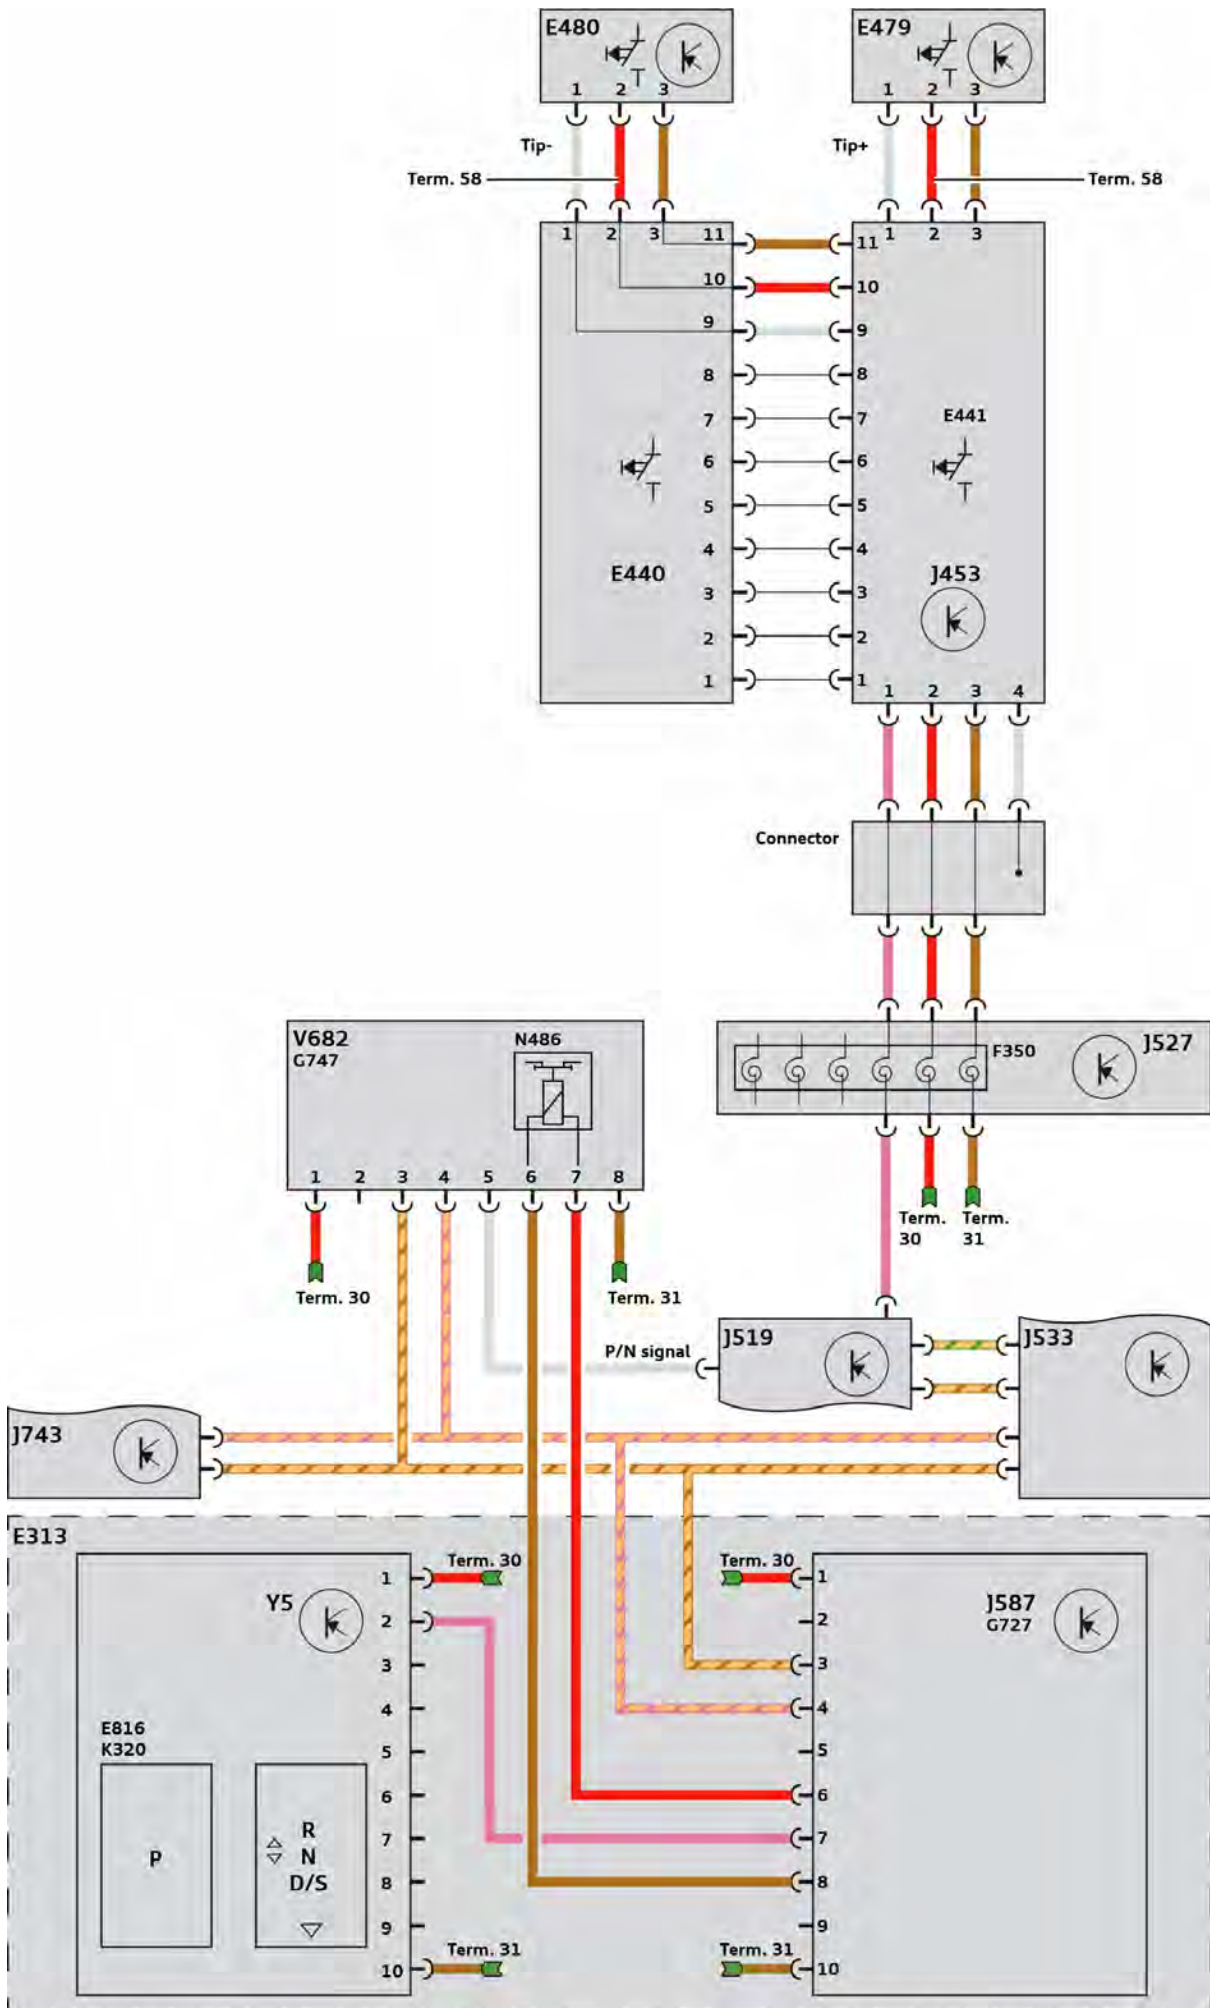 E480
E479
1 2 3
1 2 3
Tip-
Tip+
Term. 58
Term. 58
1 2 3 11
1 2 3
11
10
10
9
9
8
8
7
7
E441
6
6
5
5
4
4
E440
J453
3
3
2
2
1
1
1 2 3 4
Connector
V682
G747
N486
F350
J527
1 2 3 4 5 6 7 8
Term. 30
Term. 31
Term. 30
Term. 31
P/N signal
J519
J533
J743
E313
Term. 30
Term. 30
Y5
J587
G727
1
2
3
4
5
6
7
8
9
10
1
2
3
4
5
6
7
8
9
10
E816
K320
P
R
N
D/S
Term. 31
Term. 31